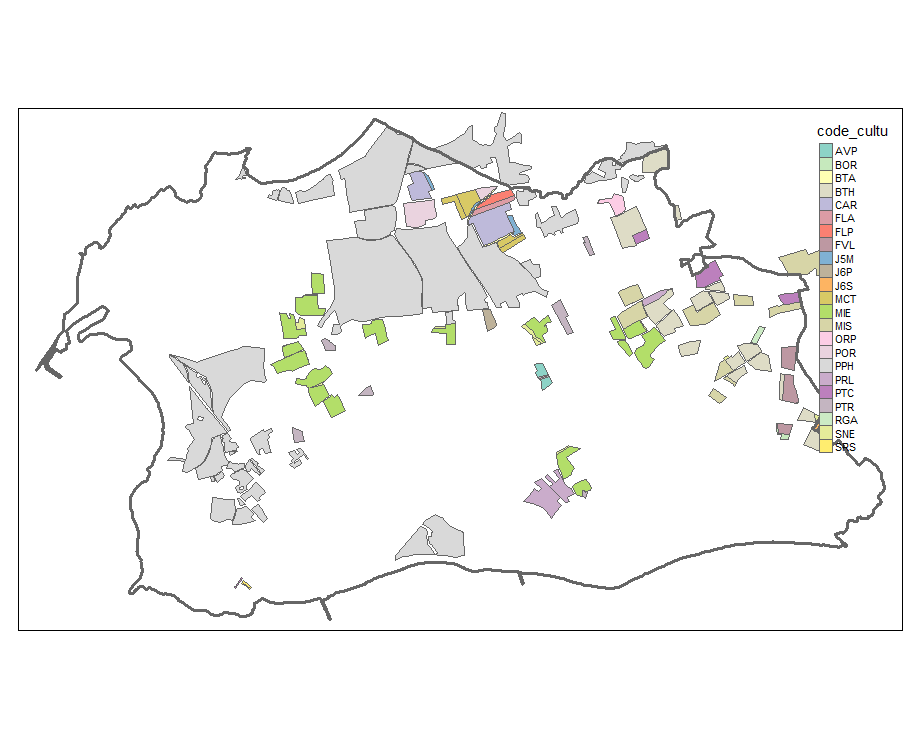 code_cultu
AVP
BOR
BTA
BTH
CAR
FLA
FLP
FVL
J5M
J6P
J6S
MCT
MIE
MIS
ORP
POR
PPH
PRL
PTC
PTR
RGA
SNE
SRS